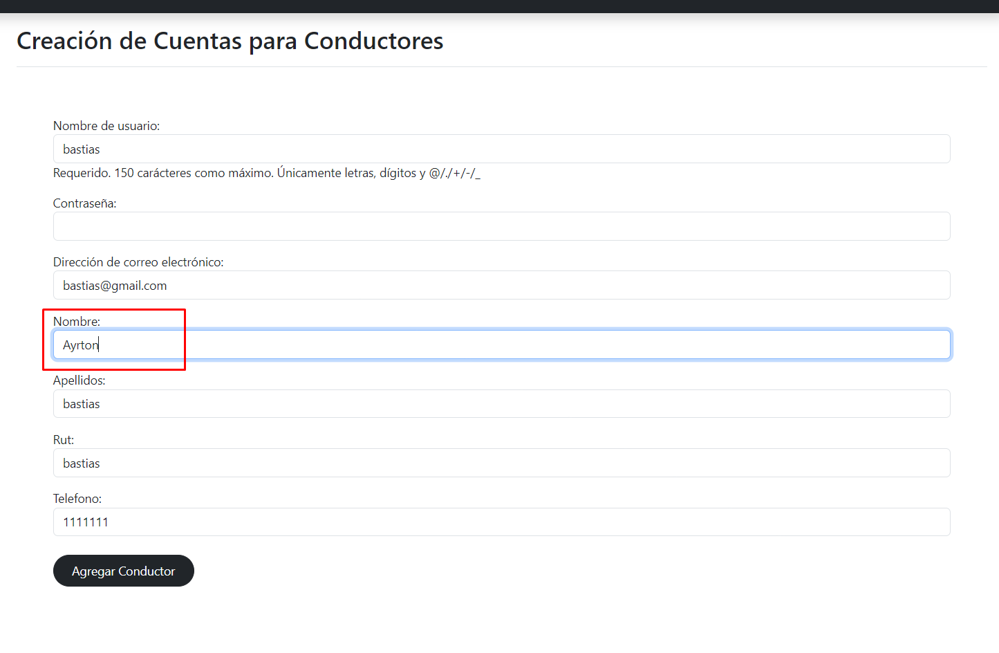 Creación de Cuentas para Conductores
Nombre de usuario:
bastias
Requerido. 150 carácteres como máximo. Únicamente letras, dígitos y @/./+/-/_
Contraseña:
Dirección de correo electrónico:
bastias@gmail.com
Nombre:
Ayrton
Apellidos:
bastias
Rut:
bastias
Telefono:
1111111
Agregar Conductor